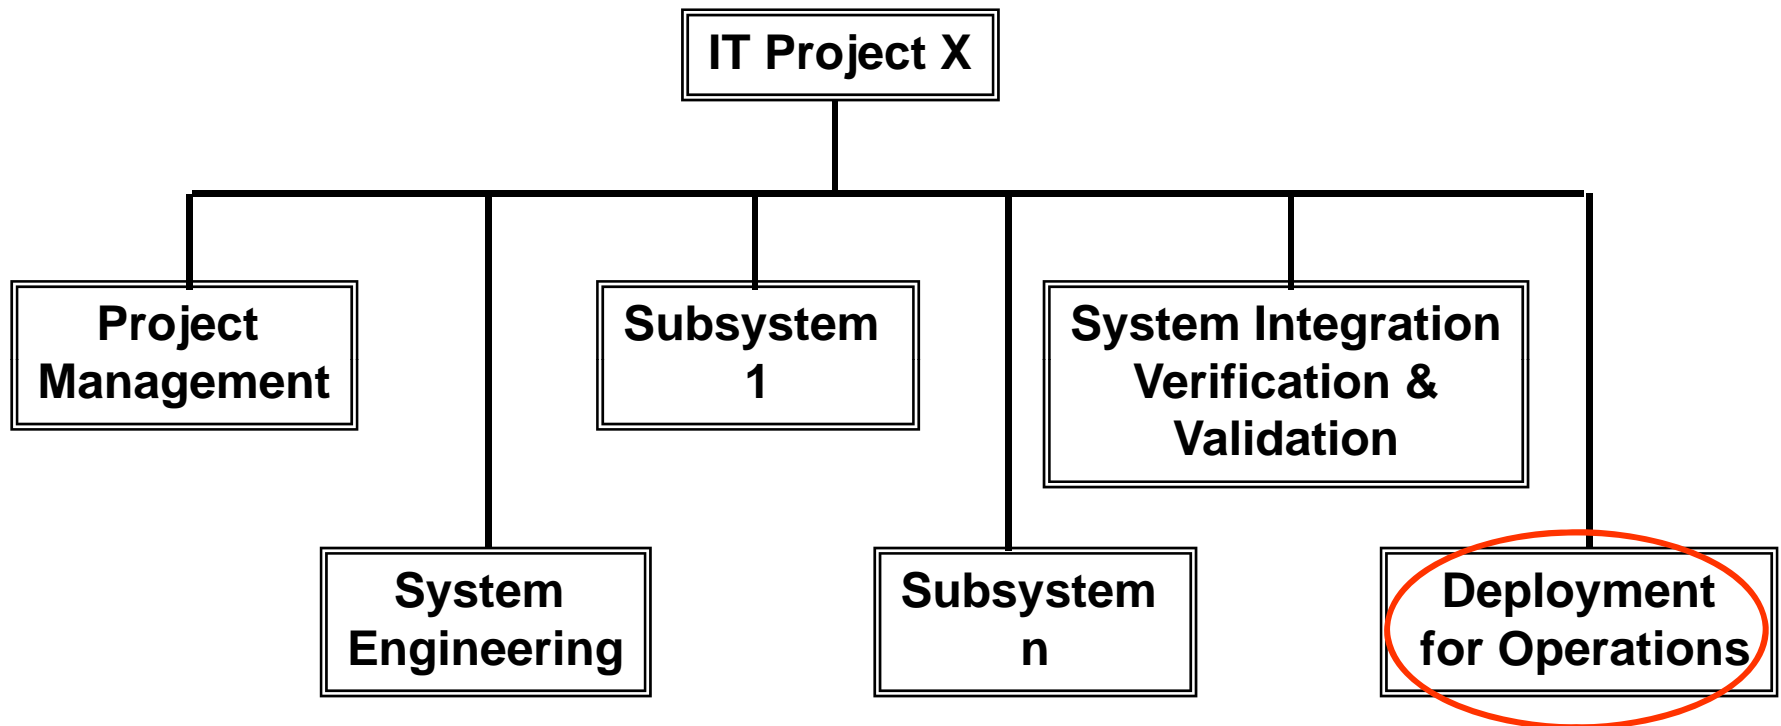 IT Project X
Project
Management
Subsystem
1
System Integration
Verification &
Validation
System
Engineering
Subsystem
n
Deployment
for Operations